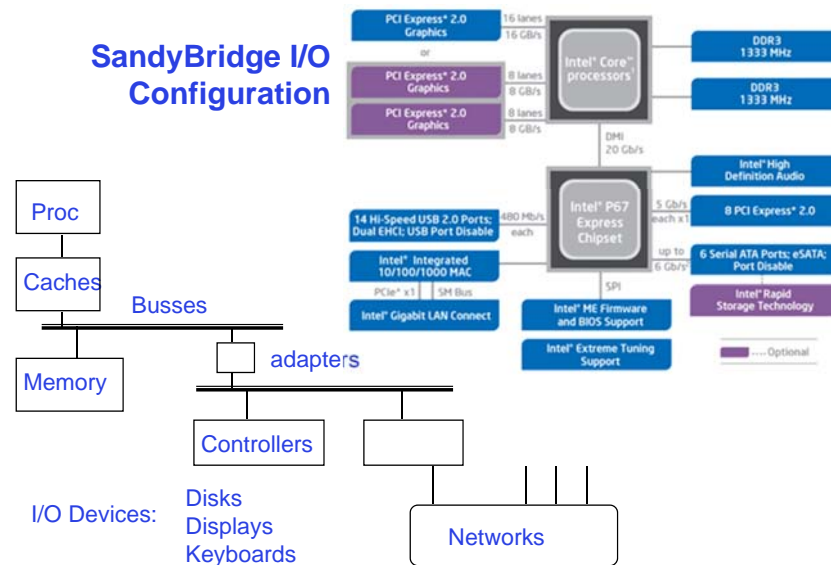 SandyBridge I/O
Configuration
PCI Express* 2.0
Graphics
16 lanes
16 GB/s
or
PCI Express* 2.0
Graphics
8 lanes
8 GB/s
PCI Express* 2.0
Graphics
8 lanes
8 GB/s
Intel® Core™
processors¹
DDR3
1333 MHz
DDR3
1333 MHz
DMI
20 Gb/s
Intel® High
Definition Audio
14 Hi-Speed USB 2.0 Ports;
Dual EHCI; USB Port Disable
480 Mb/s
each
Intel® P67
Express
Chipset
5 Gb/s
each x1
8 PCI Express* 2.0
Intel® Integrated
10/100/1000 MAC
up to
6 Gb/s
6 Serial ATA Ports; eSATA;
Port Disable
PCIe* x1
SM Bus
SPI
Intel® Rapid
Storage Technology
Intel® Gigabit LAN Connect
Intel® ME Firmware
and BIOS Support
Intel® Extreme Tuning
Support
Optional
Proc
Caches
Busses
Memory
adapters
Controllers
I/O Devices:
Disks
Displays
Keyboards
Networks